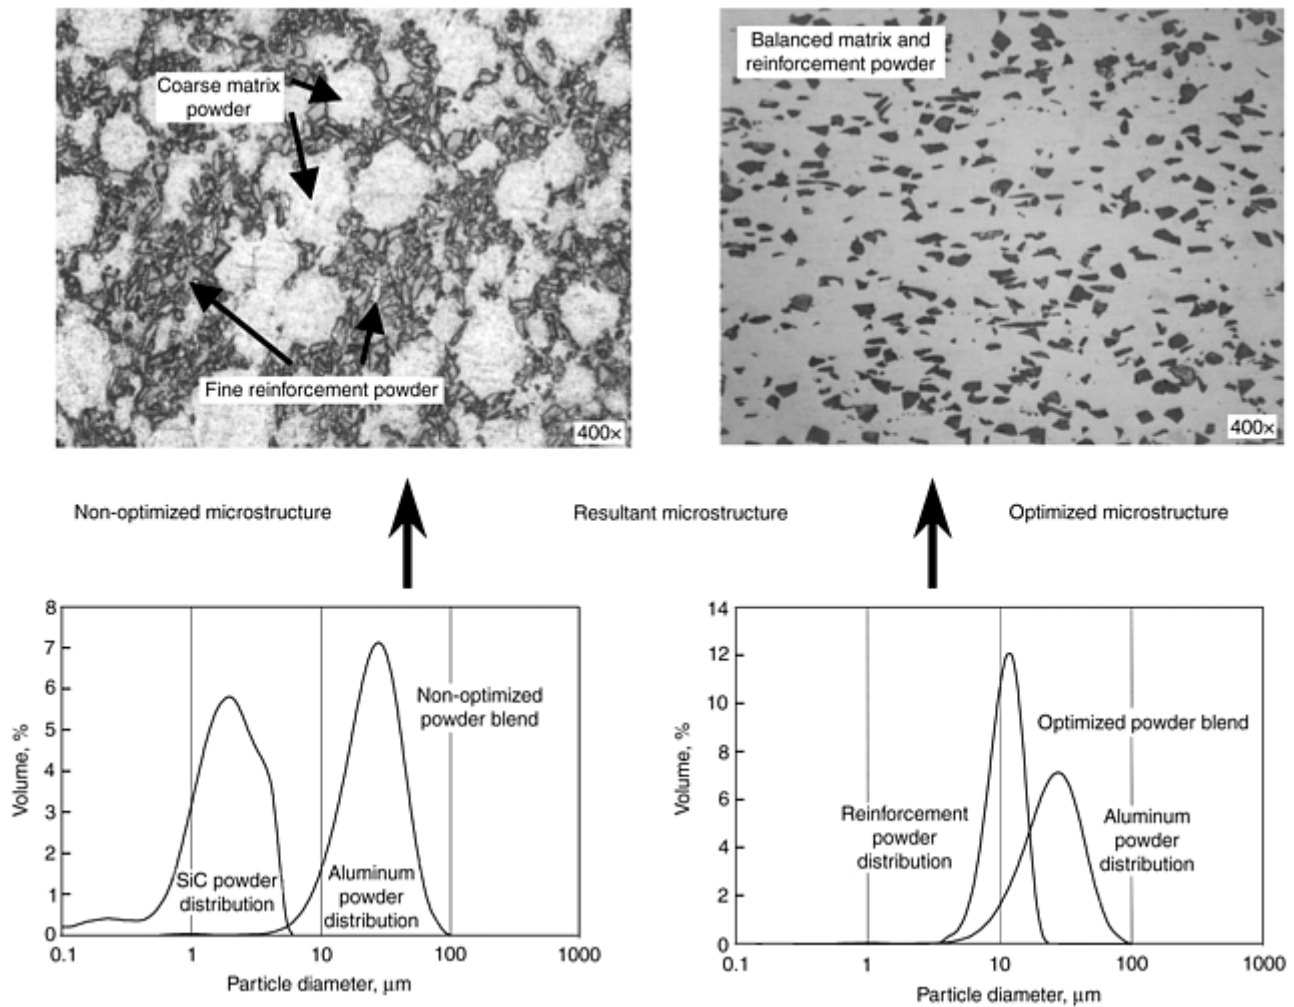 Coarse matrix
powder
Fine reinforcement powder
400×
Balanced matrix and
reinforcement powder
400×
Non-optimized microstructure
Resultant microstructure
Optimized microstructure
8
7
6
5
4
3
2
1
0
Volume, %
Non-optimized
powder blend
SiC powder
distribution
Aluminum
powder
distribution
0.1
1
10
100
1000
Particle diameter, μm
14
12
10
8
6
4
2
0
Volume, %
Optimized powder blend
Reinforcement
powder
distribution
Aluminum
powder
distribution
0.1
1
10
100
1000
Particle diameter, μm